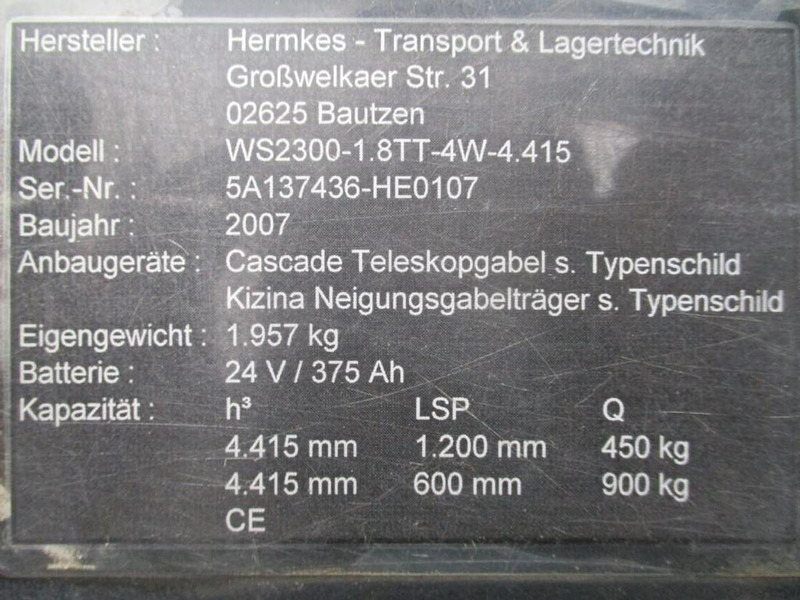 Hersteller : Hermkes - Transport & Lagertechnik
Großwelkaer Str. 31
02625 Bautzen
Modell : WS2300-1.8TT-4W-4.415
Ser.-Nr. : 5A137436-HE0107
Baujahr : 2007
Anbaugeräte : Cascade Teleskopgabel s. Typenschild
Kizina Neigungsgabelträger s. Typenschild
Eigengewicht : 1.957 kg
Batterie : 24 V / 375 Ah
Kapazität : h³ LSP Q
4.415 mm 1.200 mm 450 kg
4.415 mm 600 mm 900 kg
CE